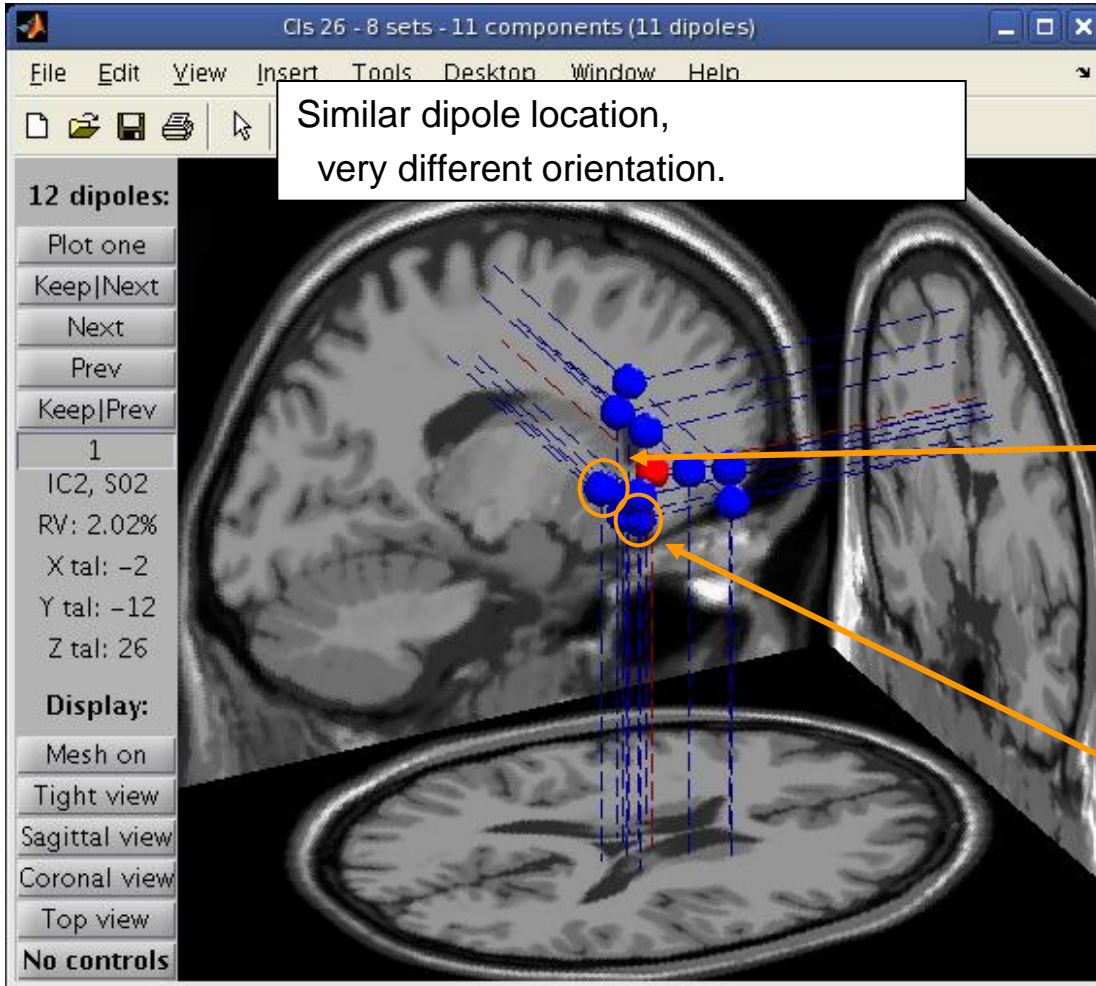 Cls 26 - 8 sets - 11 components (11 dipoles)
File Edit View Insert Tools Desktop Window Help
Similar dipole location,
very different orientation.
12 dipoles:
Plot one
Keep|Next
Next
Prev
Keep|Prev
1
IC2, S02
RV: 2.02%
X tal: -2
Y tal: -12
Z tal: 26
Display:
Mesh on
Tight view
Sagittal view
Coronal view
Top view
No controls